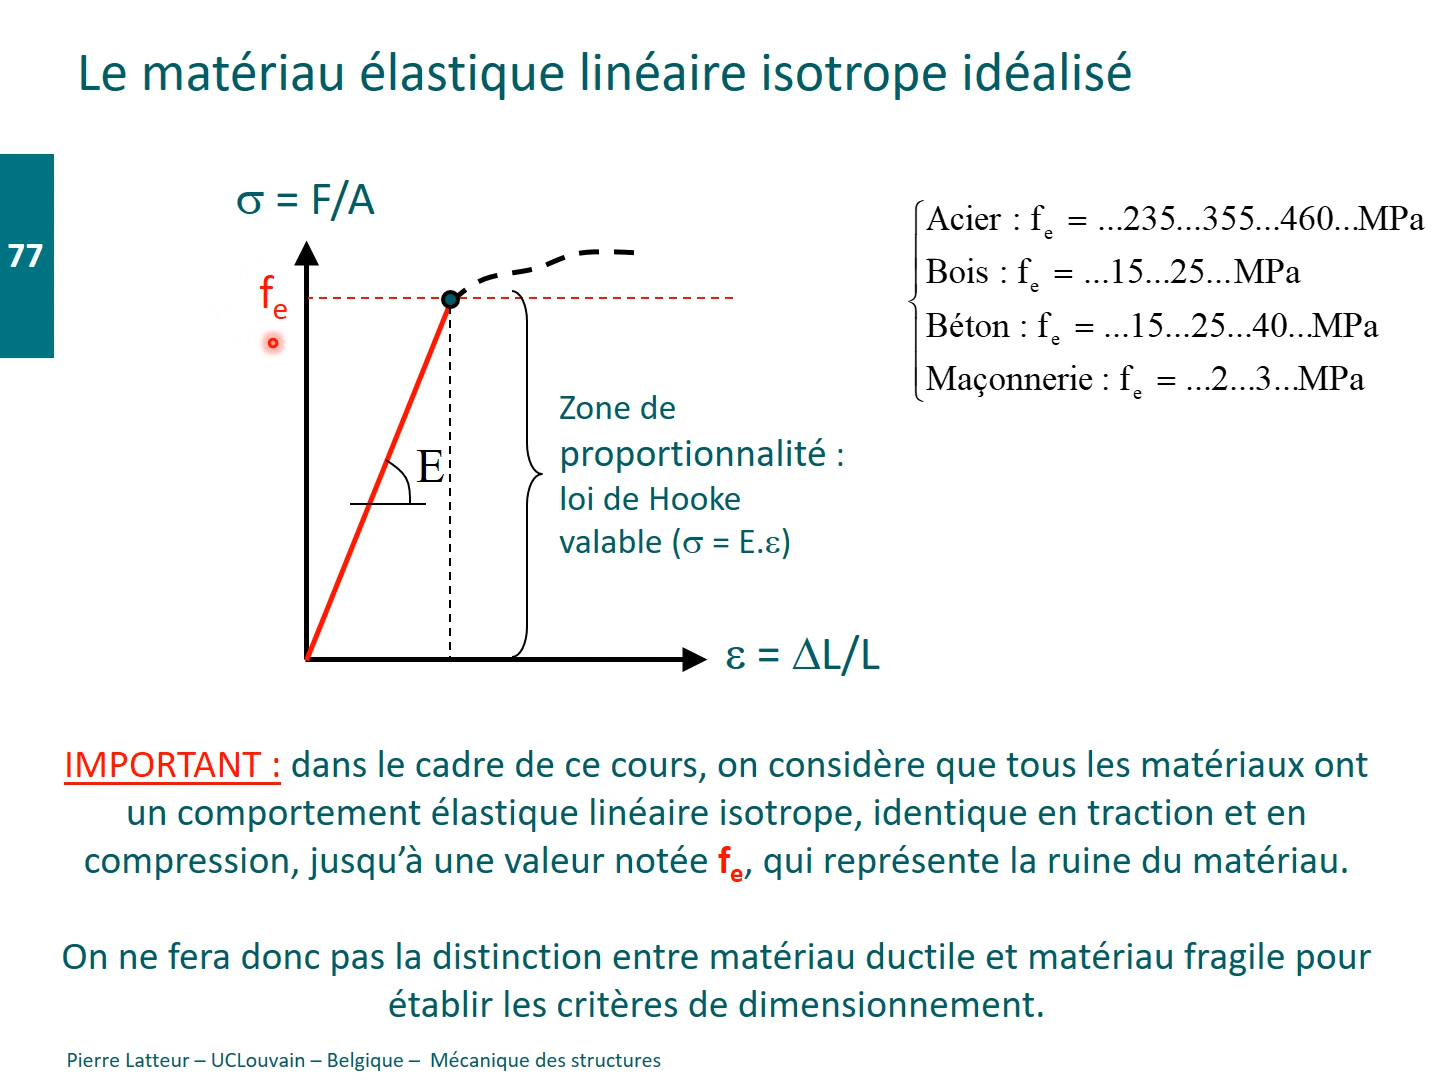 Le matériau élastique linéaire isotrope idéalisé
77
σ = F/A
fe
E
Zone de
proportionnalité :
loi de Hooke
valable (σ = E.ε)
ε = ΔL/L
Acier : fe = ...235...355...460...MPa
Bois : fe = ...15...25...MPa
Béton : fe = ...15...25...40...MPa
Maçonnerie : fe = ...2...3...MPa
IMPORTANT : dans le cadre de ce cours, on considère que tous les matériaux ont
un comportement élastique linéaire isotrope, identique en traction et en
compression, jusqu’à une valeur notée fe, qui représente la ruine du matériau.
On ne fera donc pas la distinction entre matériau ductile et matériau fragile pour
établir les critères de dimensionnement.
Pierre Latteur – UCLouvain – Belgique – Mécanique des structures